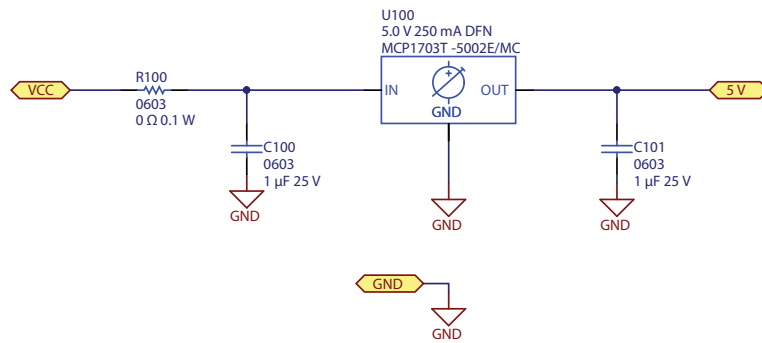 U100
5.0 V 250 mA DFN
MCP1703T -5002E/MC
VCC
R100
0603
0 Ω 0.1 W
IN
OUT
GND
5 V
C100
0603
1 µF 25 V
GND
GND
C101
0603
1 µF 25 V
GND
GND
GND